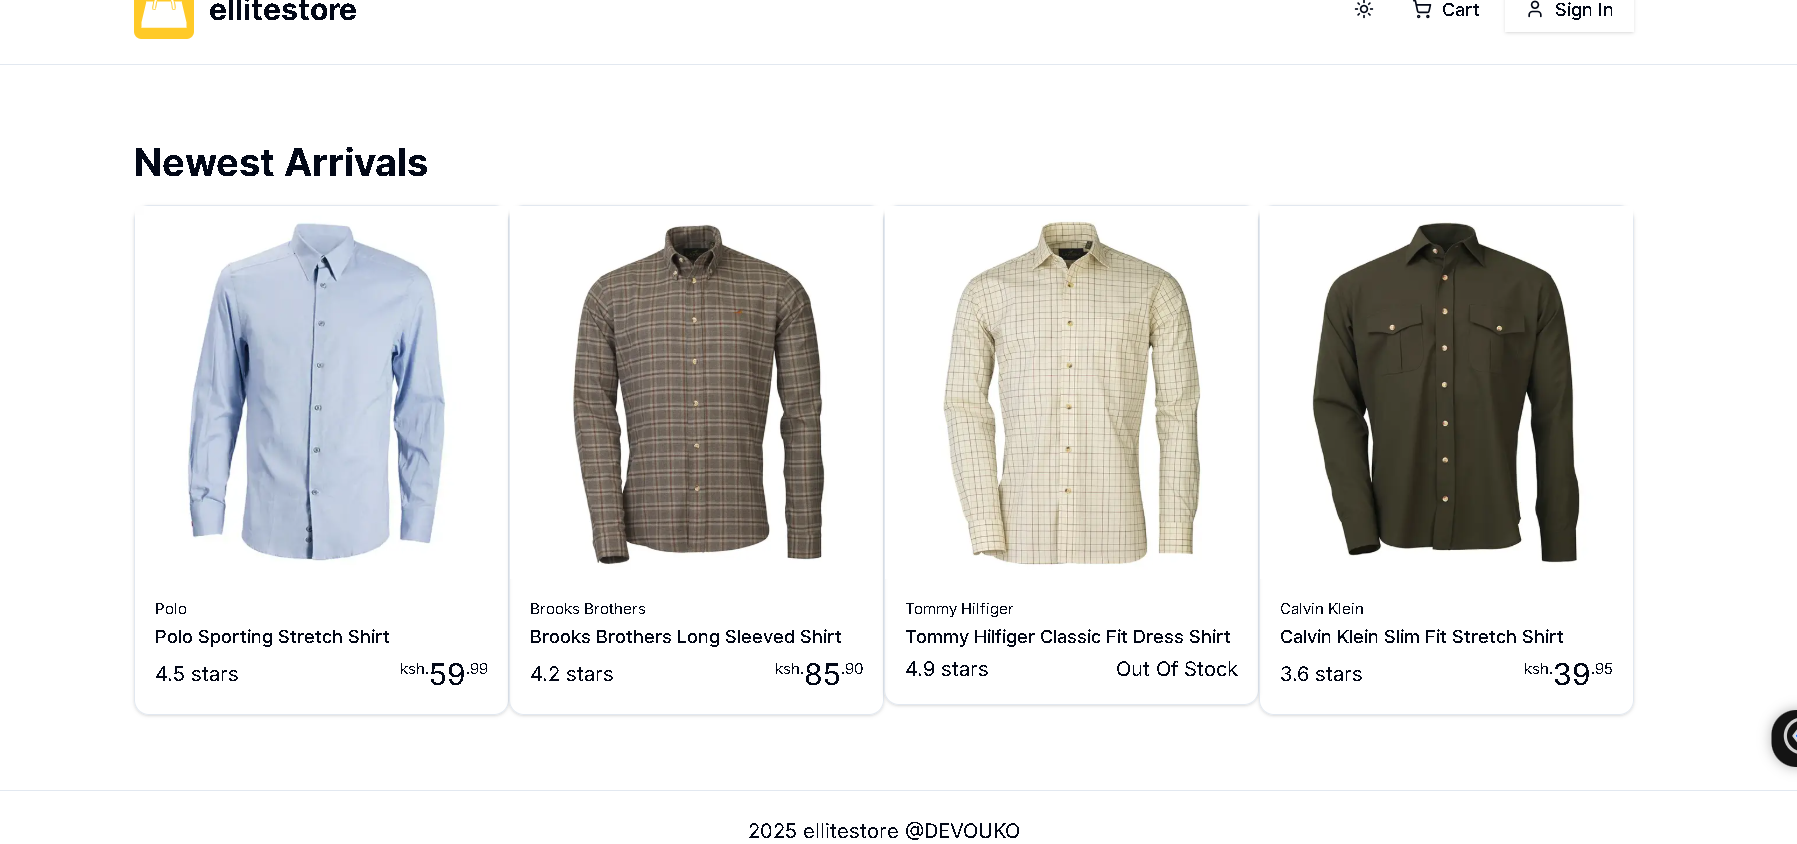 ellitestore
Cart
Sign In
Newest Arrivals
Polo
Polo Sporting Stretch Shirt
4.5 stars
ksh.59.99
Brooks Brothers
Brooks Brothers Long Sleeved Shirt
4.2 stars
ksh.85.90
Tommy Hilfiger
Tommy Hilfiger Classic Fit Dress Shirt
4.9 stars
Out Of Stock
Calvin Klein
Calvin Klein Slim Fit Stretch Shirt
3.6 stars
ksh.39.95
2025 ellitestore @DEVOUKO